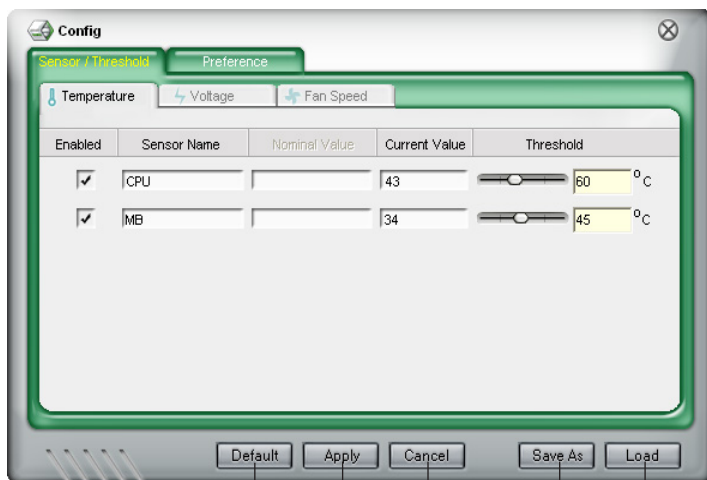 Config
Sensor / Threshold Preference
Temperature Voltage Fan Speed
Enabled Sensor Name Nominal Value Current Value Threshold
CPU 43 60 °C
MB 34 45 °C
Default Apply Cancel Save As Load